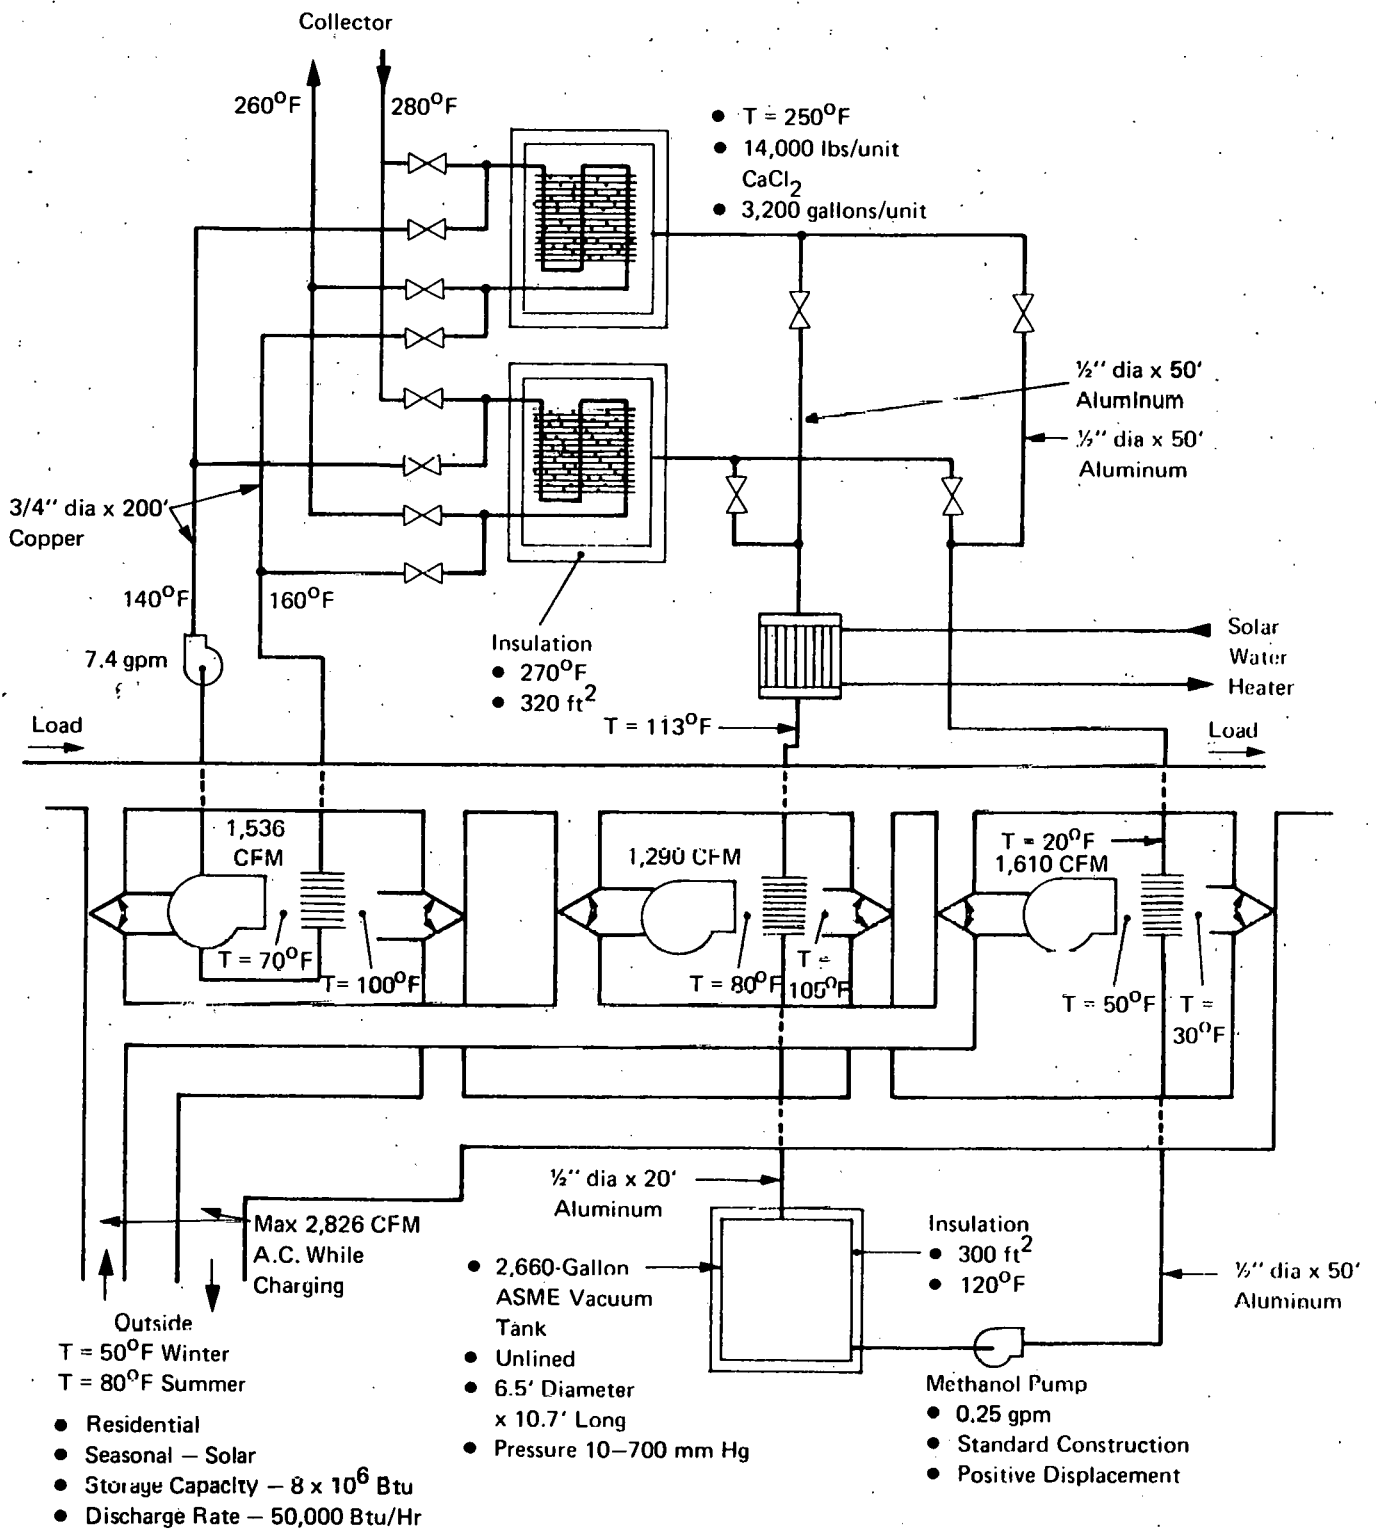 Collector
260°F
280°F
● T = 250°F
● 14,000 lbs/unit
CaCl2
● 3,200 gallons/unit
½″ dia x 50′
Aluminum
½″ dia x 50′
Aluminum
3/4″ dia x 200′
Copper
140°F
160°F
7.4 gpm
Insulation
● 270°F
● 320 ft²
Solar
Water
Heater
T = 113°F
Load
Load
1,536
CFM
T = 70°F
T = 100°F
1,290 CFM
T = 80°F
T =
105°F
T = 20°F
1,610 CFM
T = 50°F
T =
30°F
½″ dia x 20′
Aluminum
Max 2,826 CFM
A.C. While
Charging
Insulation
● 300 ft²
● 120°F
● 2,660-Gallon
ASME Vacuum
Tank
● Unlined
● 6.5′ Diameter
x 10.7′ Long
● Pressure 10–700 mm Hg
½″ dia x 50′
Aluminum
Outside
T = 50°F Winter
T = 80°F Summer
● Residential
● Seasonal – Solar
● Storage Capacity – 8 x 10⁶ Btu
● Discharge Rate – 50,000 Btu/Hr
Methanol Pump
● 0.25 gpm
● Standard Construction
● Positive Displacement